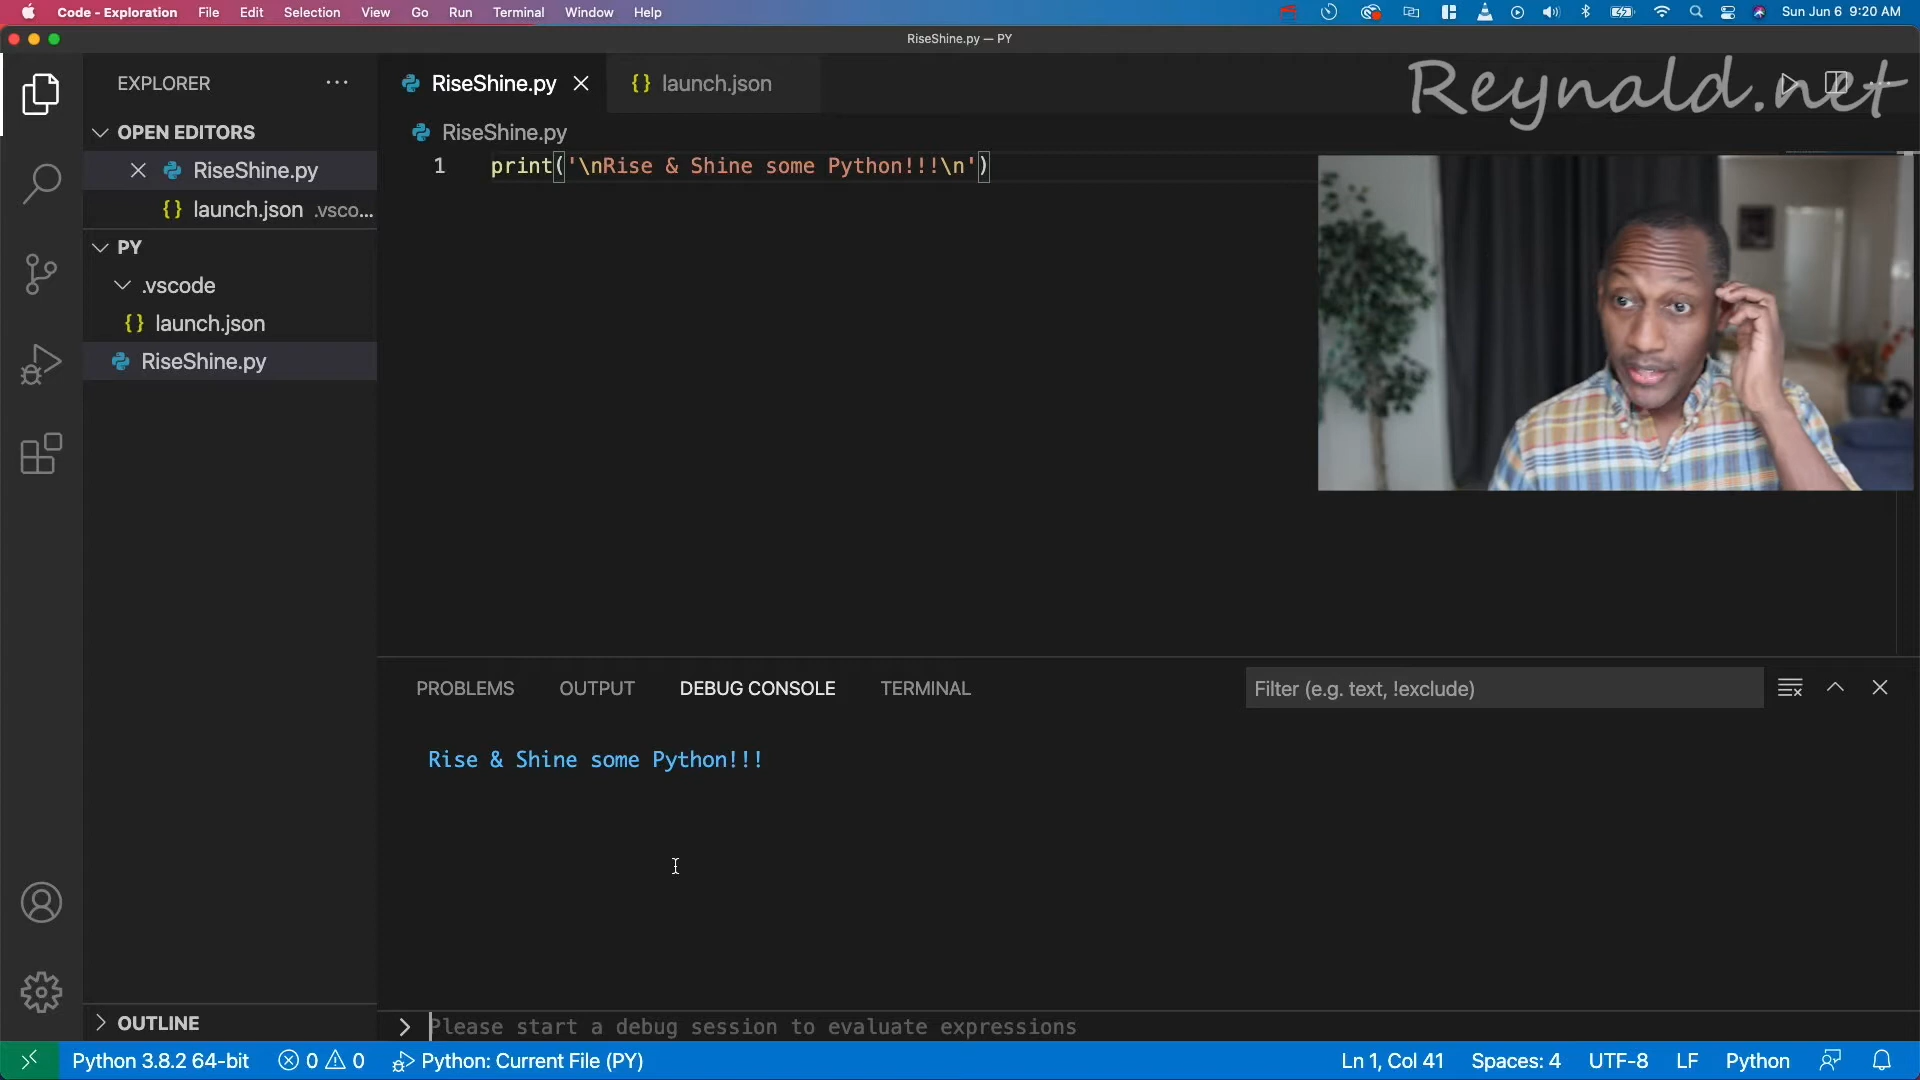 Code - Exploration File Edit Selection View Go Run Terminal Window Help Sun Jun 6 9:20 AM
RiseShine.py — PY
EXPLORER
RiseShine.py
launch.json
Reynald.net
OPEN EDITORS
RiseShine.py
1 print('\nRise & Shine some Python!!!\n')
RiseShine.py
launch.json .vsco...
PY
.vscode
launch.json
RiseShine.py
PROBLEMS OUTPUT DEBUG CONSOLE TERMINAL Filter (e.g. text, !exclude)
Rise & Shine some Python!!!
OUTLINE
Please start a debug session to evaluate expressions
Python 3.8.2 64-bit 0 0 Python: Current File (PY) Ln 1, Col 41 Spaces: 4 UTF-8 LF Python